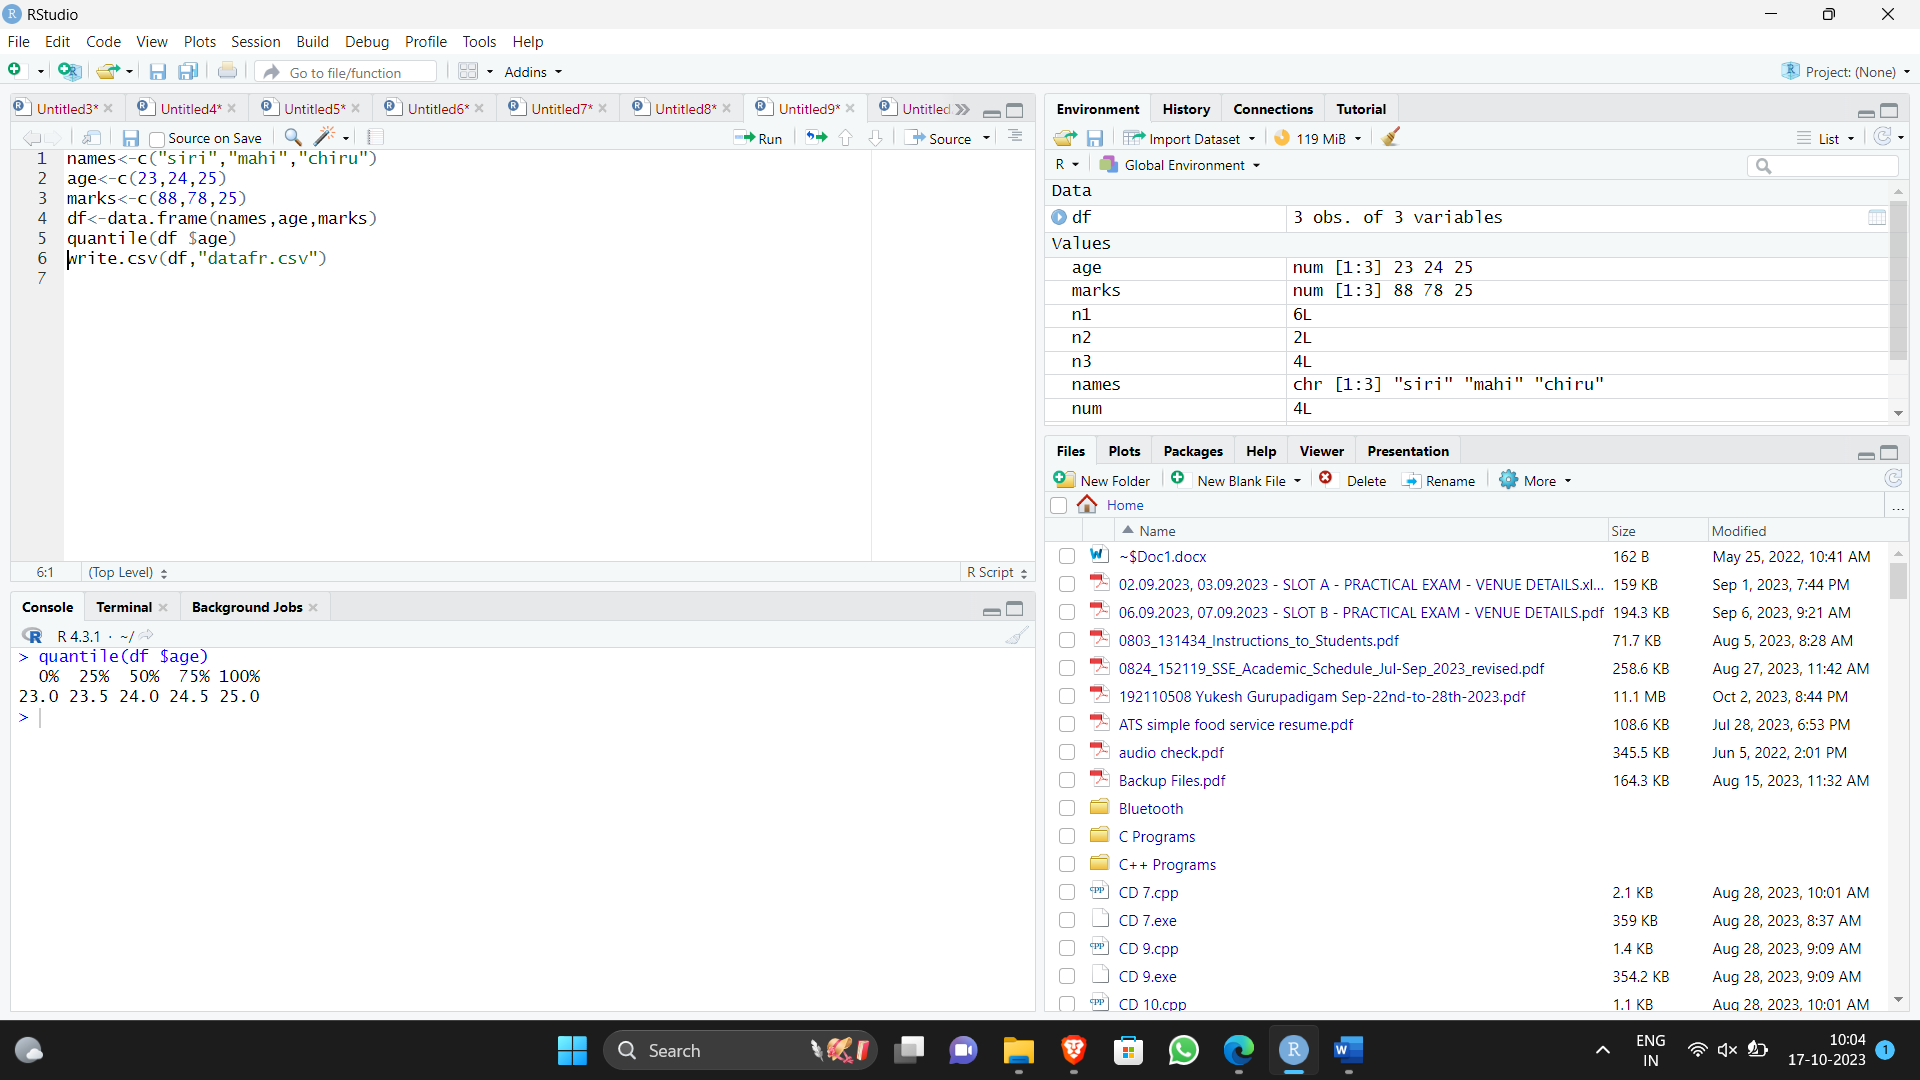 RStudio
File Edit Code View Plots Session Build Debug Profile Tools Help
Go to file/function Addins Project: (None)
Untitled3* Untitled4* Untitled5* Untitled6* Untitled7* Untitled8* Untitled9* Untitled
Source on Save Run Source
1 names<-c("siri","mahi","chiru")
2 age<-c(23,24,25)
3 marks<-c(88,78,25)
4 df<-data.frame(names,age,marks)
5 quantile(df $age)
6 write.csv(df,"datafr.csv")
7
6:1 (Top Level) R Script
Console Terminal Background Jobs
R 4.3.1 · ~/
> quantile(df $age)
0% 25% 50% 75% 100%
23.0 23.5 24.0 24.5 25.0
>
Environment History Connections Tutorial
Import Dataset 119 MiB List
R Global Environment
Data
df 3 obs. of 3 variables
Values
age num [1:3] 23 24 25
marks num [1:3] 88 78 25
n1 6L
n2 2L
n3 4L
names chr [1:3] "siri" "mahi" "chiru"
num 4L
Files Plots Packages Help Viewer Presentation
New Folder New Blank File Delete Rename More
Home ...
Name Size Modified
~$Doc1.docx 162 B May 25, 2022, 10:41 AM
02.09.2023, 03.09.2023 - SLOT A - PRACTICAL EXAM - VENUE DETAILS.xl... 159 KB Sep 1, 2023, 7:44 PM
06.09.2023, 07.09.2023 - SLOT B - PRACTICAL EXAM - VENUE DETAILS.pdf 194.3 KB Sep 6, 2023, 9:21 AM
0803_131434_Instructions_to_Students.pdf 71.7 KB Aug 5, 2023, 8:28 AM
0824_152119_SSE_Academic_Schedule_Jul-Sep_2023_revised.pdf 258.6 KB Aug 27, 2023, 11:42 AM
192110508 Yukesh Gurupadigam Sep-22nd-to-28th-2023.pdf 11.1 MB Oct 2, 2023, 8:44 PM
ATS simple food service resume.pdf 108.6 KB Jul 28, 2023, 6:53 PM
audio check.pdf 345.5 KB Jun 5, 2022, 2:01 PM
Backup Files.pdf 164.3 KB Aug 15, 2023, 11:32 AM
Bluetooth
C Programs
C++ Programs
CD 7.cpp 2.1 KB Aug 28, 2023, 10:01 AM
CD 7.exe 359 KB Aug 28, 2023, 8:37 AM
CD 9.cpp 1.4 KB Aug 28, 2023, 9:09 AM
CD 9.exe 354.2 KB Aug 28, 2023, 9:09 AM
CD 10.cpp 1.1 KB Aug 28, 2023, 10:01 AM
Search
ENG
IN
10:04
17-10-2023
1